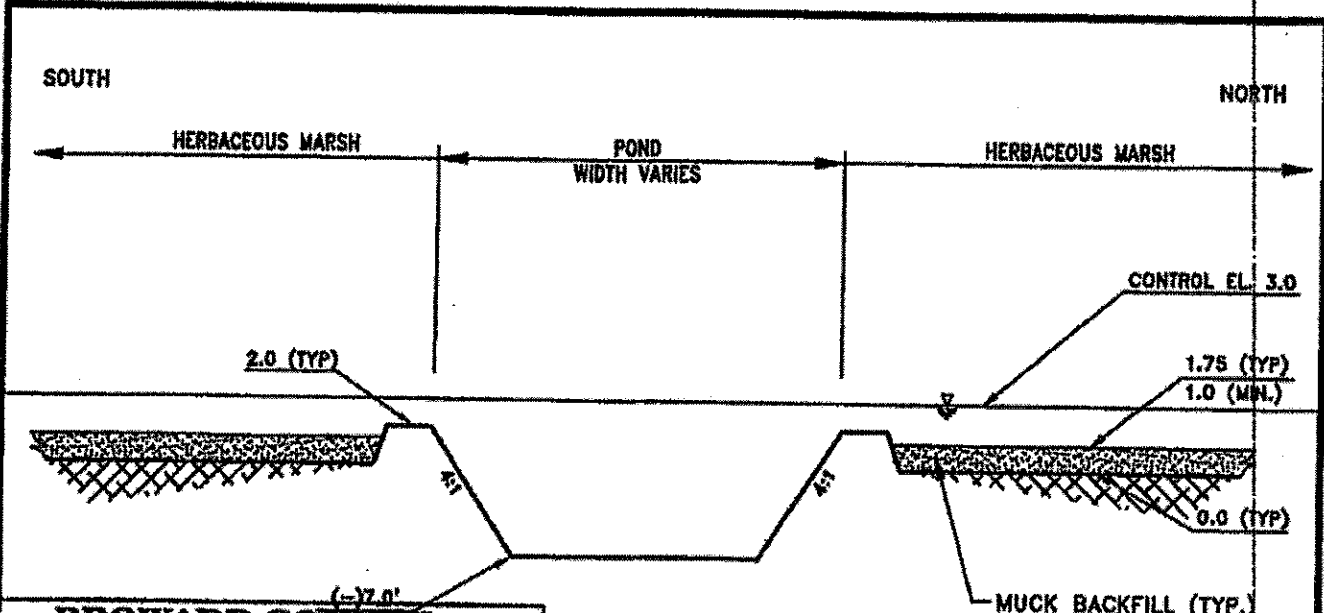 SOUTH
NORTH
HERBACEOUS MARSH
POND
WIDTH VARIES
HERBACEOUS MARSH
CONTROL EL. 3.0
2.0 (TYP)
1.75 (TYP)
1.0 (MIN.)
4:1
4:1
0.0 (TYP)
(-)7.0'
MUCK BACKFILL (TYP.)